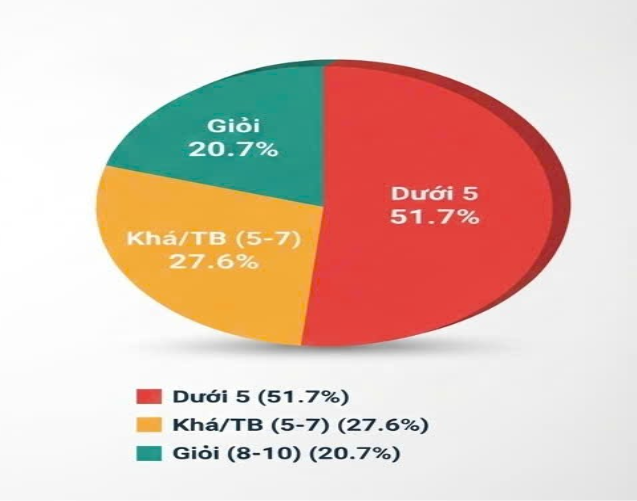 Giỏi
20.7%
Dưới 5
51.7%
Khá/TB (5-7)
27.6%
Dưới 5 (51.7%)
Khá/TB (5-7) (27.6%)
Giỏi (8-10) (20.7%)